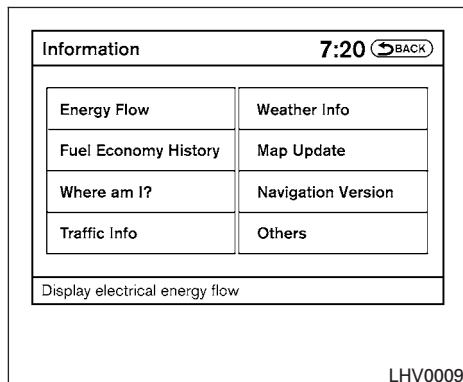 Information 7:20 BACK
Energy Flow Weather Info
Fuel Economy History Map Update
Where am I? Navigation Version
Traffic Info Others
Display electrical energy flow
LHV0009